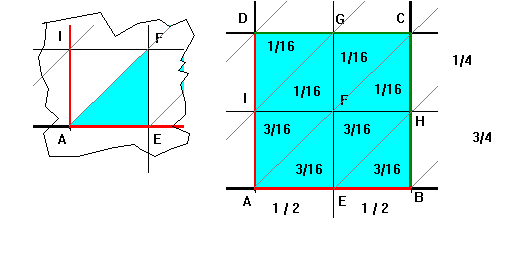 I F
A E
D G C
1/16 1/16
1/16 1/16
1/4
I F H
3/16 3/16
3/16 3/16
3/4
A E B
1 / 2 1 / 2